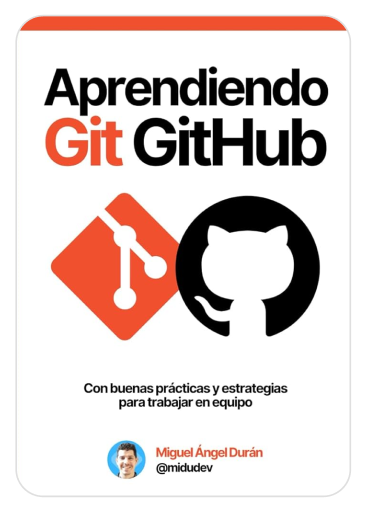 Aprendiendo
Git GitHub
Con buenas prácticas y estrategias
para trabajar en equipo
Miguel Ángel Durán
@midudev